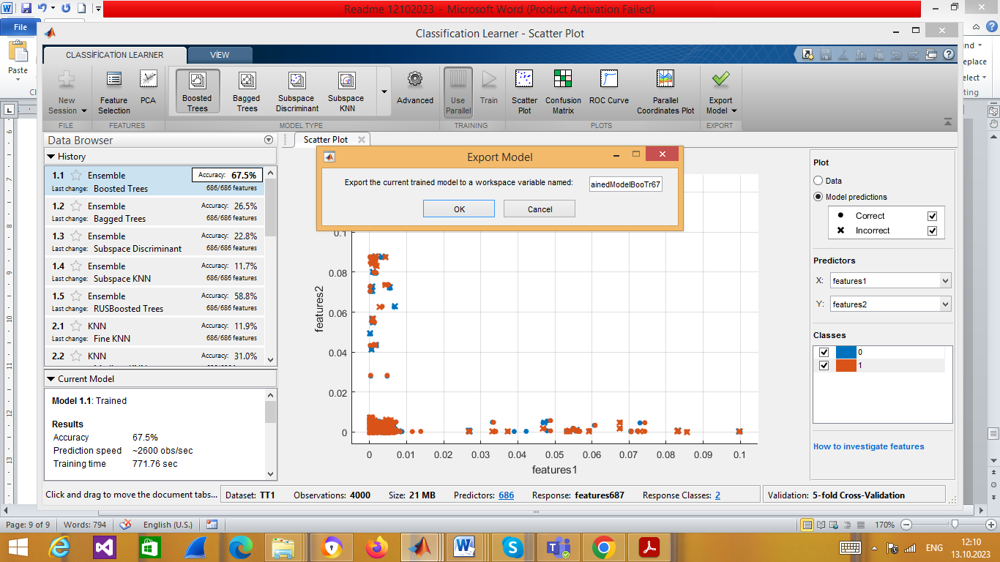 Readme 12102023 - Microsoft Word (Product Activation Failed)
File
Paste
Classification Learner - Scatter Plot
CLASSIFICATION LEARNER
VIEW
New Session
Feature Selection
PCA
Boosted Trees
Bagged Trees
Subspace Discriminant
Subspace KNN
Advanced
Use Parallel
Train
Scatter Plot
Confusion Matrix
ROC Curve
Parallel Coordinates Plot
Export Model
FILE
FEATURES
MODEL TYPE
TRAINING
PLOTS
EXPORT
Data Browser
History
1.1 Ensemble Accuracy: 67.5%
Last change: Boosted Trees 686/686 features
1.2 Ensemble Accuracy: 26.5%
Last change: Bagged Trees 686/686 features
1.3 Ensemble Accuracy: 22.8%
Last change: Subspace Discriminant 686/686 features
1.4 Ensemble Accuracy: 11.7%
Last change: Subspace KNN 686/686 features
1.5 Ensemble Accuracy: 58.8%
Last change: RUSBoosted Trees 686/686 features
2.1 KNN Accuracy: 11.9%
Last change: Fine KNN 686/686 features
2.2 KNN Accuracy: 31.0%
Current Model
Model 1.1: Trained
Results
Accuracy 67.5%
Prediction speed ~2600 obs/sec
Training time 771.76 sec
Scatter Plot
Export Model
Export the current trained model to a workspace variable named: ainedModelBooTr67
OK
Cancel
0.1
0.08
0.06
0.04
0.02
0
features2
0 0.01 0.02 0.03 0.04 0.05 0.06 0.07 0.08 0.09 0.1
features1
Plot
Data
Model predictions
Correct
Incorrect
Predictors
X: features1
Y: features2
Classes
0
1
How to investigate features
Click and drag to move the document tabs...
Dataset: TT1 Observations: 4000 Size: 21 MB Predictors: 686 Response: features687 Response Classes: 2
Validation: 5-fold Cross-Validation
Page: 9 of 9 Words: 794 English (U.S.) 170%
ENG
12:10
13.10.2023